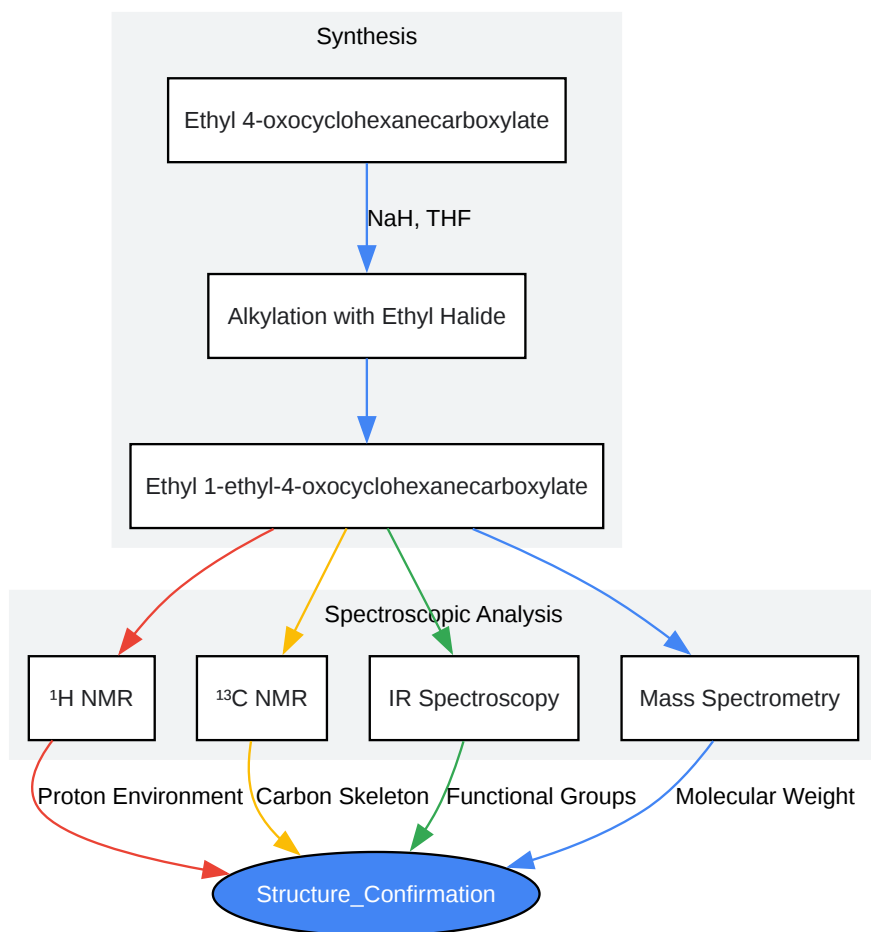 Synthesis
Ethyl 4-oxocyclohexanecarboxylate
NaH, THF
Alkylation with Ethyl Halide
Ethyl 1-ethyl-4-oxocyclohexanecarboxylate
Spectroscopic Analysis
¹H NMR
¹³C NMR
IR Spectroscopy
Mass Spectrometry
Proton Environment
Carbon Skeleton
Functional Groups
Molecular Weight
Structure_Confirmation